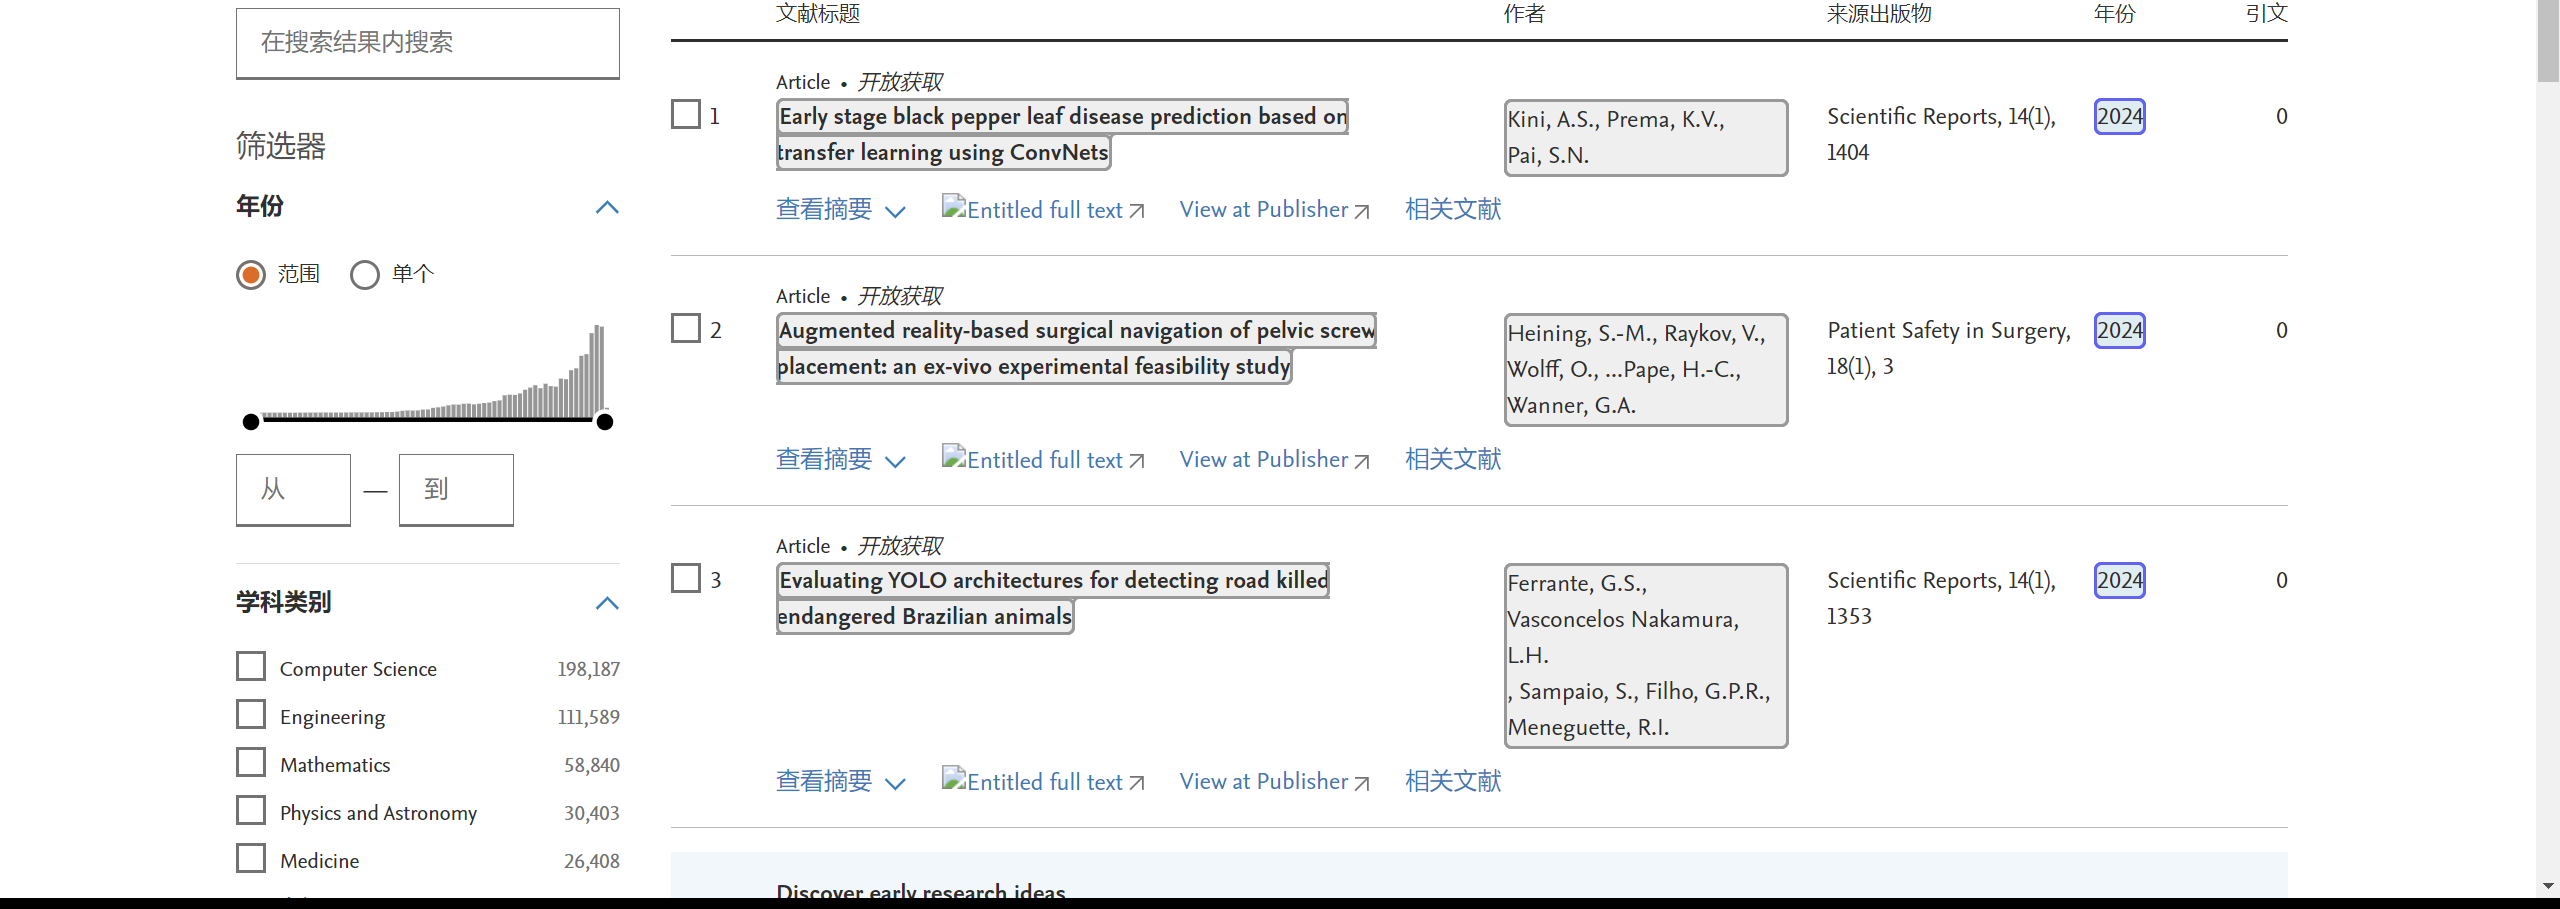 在搜索结果内搜索
筛选器
年份
范围 单个
从 — 到
学科类别
Computer Science 198,187
Engineering 111,589
Mathematics 58,840
Physics and Astronomy 30,403
Medicine 26,408
文献标题 作者 来源出版物 年份 引文
Article • 开放获取
1 Early stage black pepper leaf disease prediction based on
transfer learning using ConvNets
Kini, A.S., Prema, K.V.,
Pai, S.N.
Scientific Reports, 14(1),
1404
2024
0
查看摘要 Entitled full text View at Publisher 相关文献
Article • 开放获取
2 Augmented reality-based surgical navigation of pelvic screw
placement: an ex-vivo experimental feasibility study
Heining, S.-M., Raykov, V.,
Wolff, O., ...Pape, H.-C.,
Wanner, G.A.
Patient Safety in Surgery,
18(1), 3
2024
0
查看摘要 Entitled full text View at Publisher 相关文献
Article • 开放获取
3 Evaluating YOLO architectures for detecting road killed
endangered Brazilian animals
Ferrante, G.S.,
Vasconcelos Nakamura,
L.H.
, Sampaio, S., Filho, G.P.R.,
Meneguette, R.I.
Scientific Reports, 14(1),
1353
2024
0
查看摘要 Entitled full text View at Publisher 相关文献
Discover early research ideas